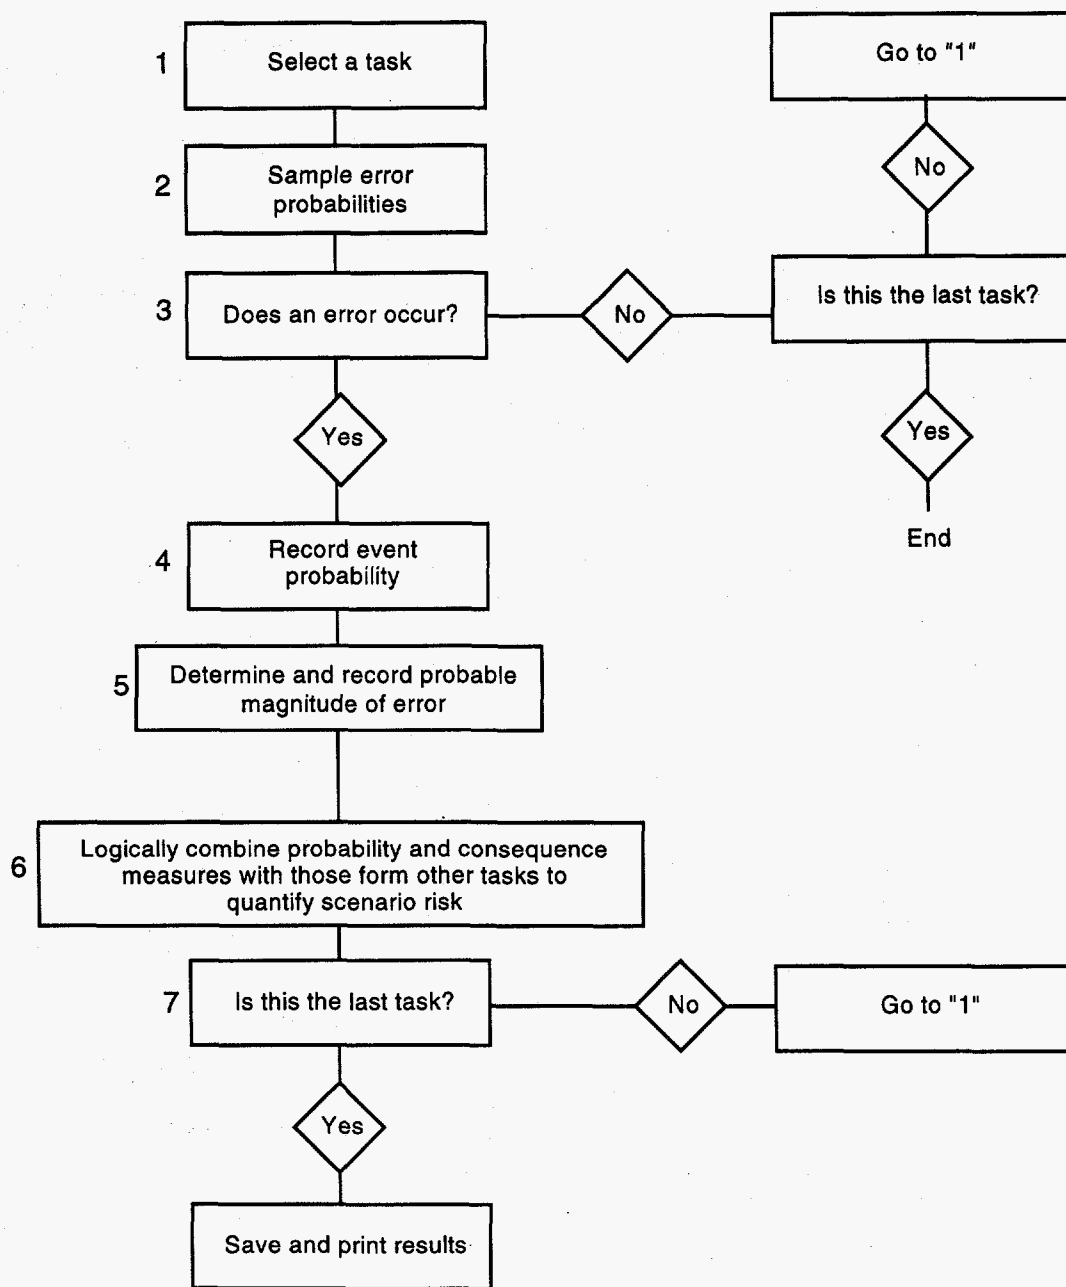 1
Select a task
Go to "1"
No
2
Sample error
probabilities
3
Does an error occur?
No
Is this the last task?
Yes
Yes
End
4
Record event
probability
5
Determine and record probable
magnitude of error
6
Logically combine probability and consequence
measures with those form other tasks to
quantify scenario risk
7
Is this the last task?
No
Go to "1"
Yes
Save and print results